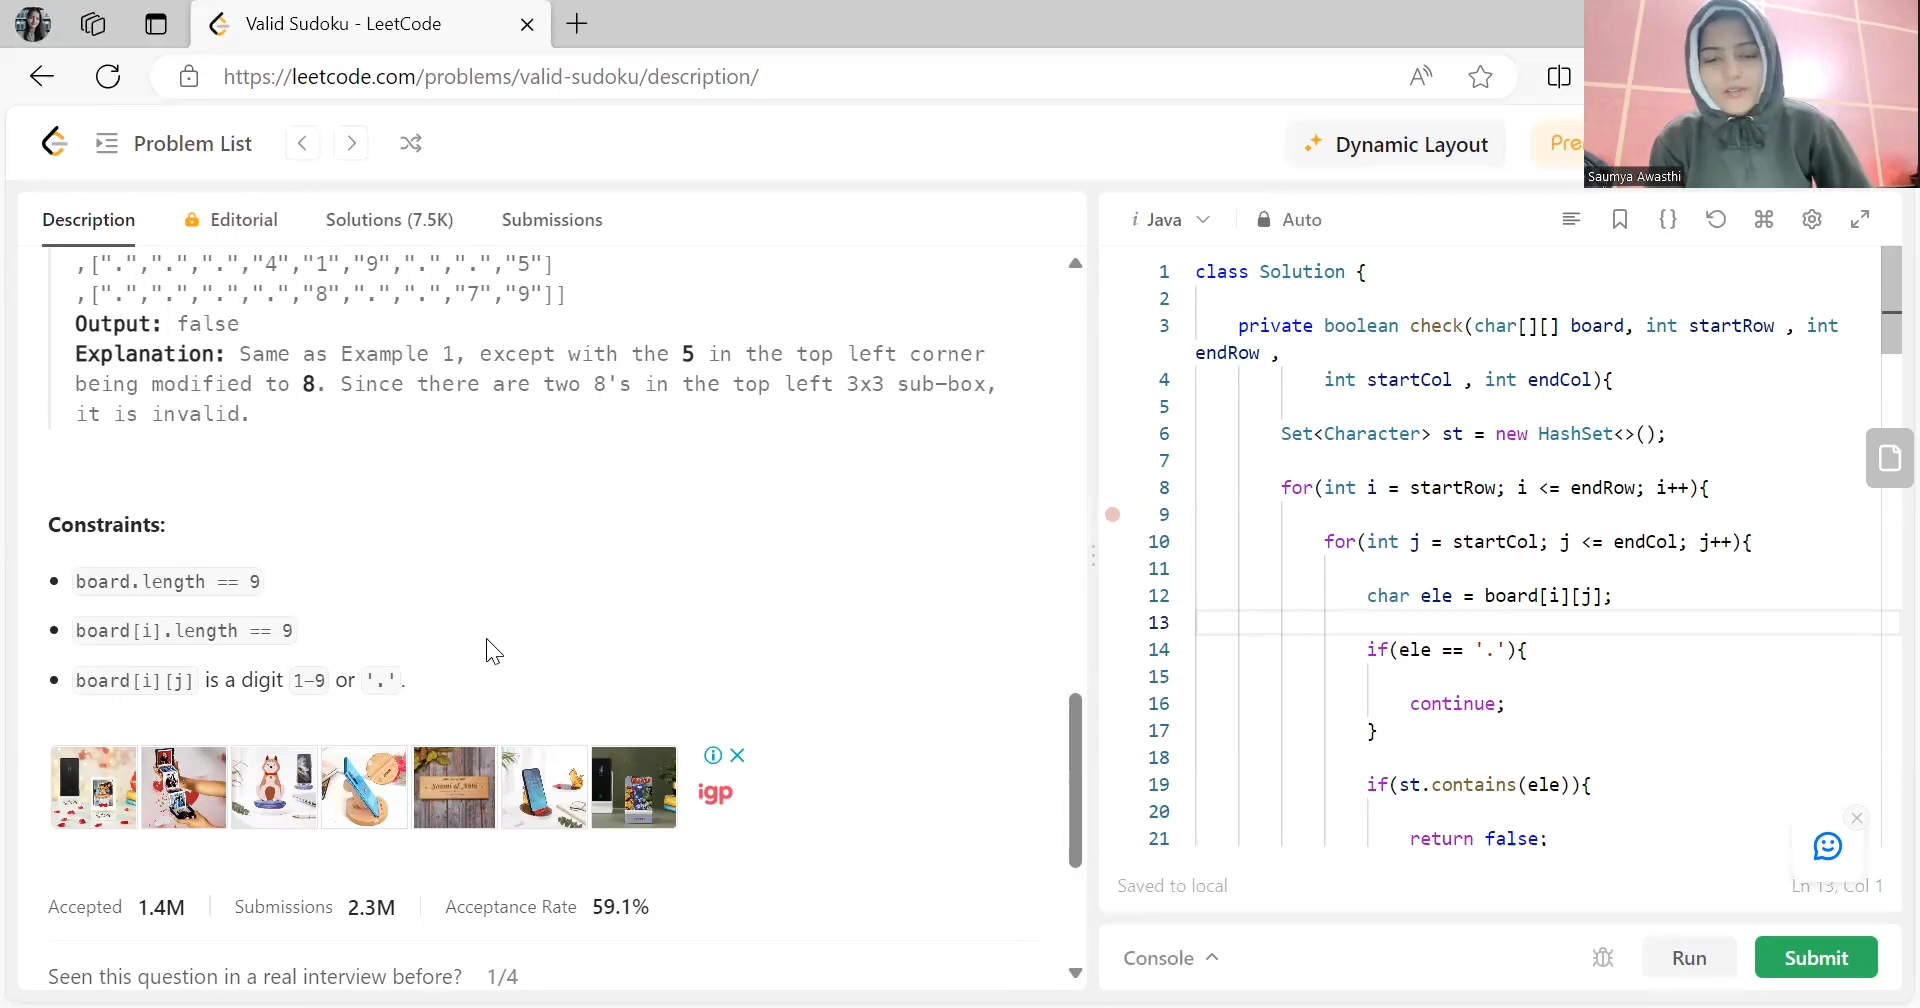 Valid Sudoku - LeetCode
https://leetcode.com/problems/valid-sudoku/description/
Problem List
Dynamic Layout
Pre
Saumya Awasthi
Description
Editorial
Solutions (7.5K)
Submissions
,[".",".",".","4","1","9",".",".","5"]
,[".",".",".",".","8",".",".","7","9"]]
Output: false
Explanation: Same as Example 1, except with the 5 in the top left corner
being modified to 8. Since there are two 8's in the top left 3x3 sub-box,
it is invalid.
Constraints:
• board.length == 9
• board[i].length == 9
• board[i][j] is a digit 1-9 or '.'.
igp
Accepted 1.4M
Submissions 2.3M
Acceptance Rate 59.1%
Seen this question in a real interview before? 1/4
i Java
Auto
1 class Solution {
2
3 private boolean check(char[][] board, int startRow , int
endRow ,
4 int startCol , int endCol){
5
6 Set<Character> st = new HashSet<>();
7
8 for(int i = startRow; i <= endRow; i++){
9
10 for(int j = startCol; j <= endCol; j++){
11
12 char ele = board[i][j];
13
14 if(ele == '.'){
15
16 continue;
17 }
18
19 if(st.contains(ele)){
20
21 return false;
Saved to local
Ln 13, Col 1
Console
Run
Submit